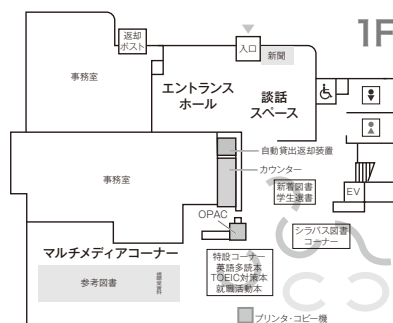 1F
返却
ポスト
入口
新聞
事務室
エントランス
ホール
談話
スペース
自動貸出返却装置
カウンター
事務室
新着図書
学生選書
EV
OPAC
シラバス図書
コーナー
マルチメディアコーナー
特設コーナー
英語多読本
TOEIC対策本
就職活動本
参考図書
プリンタ・コピー機